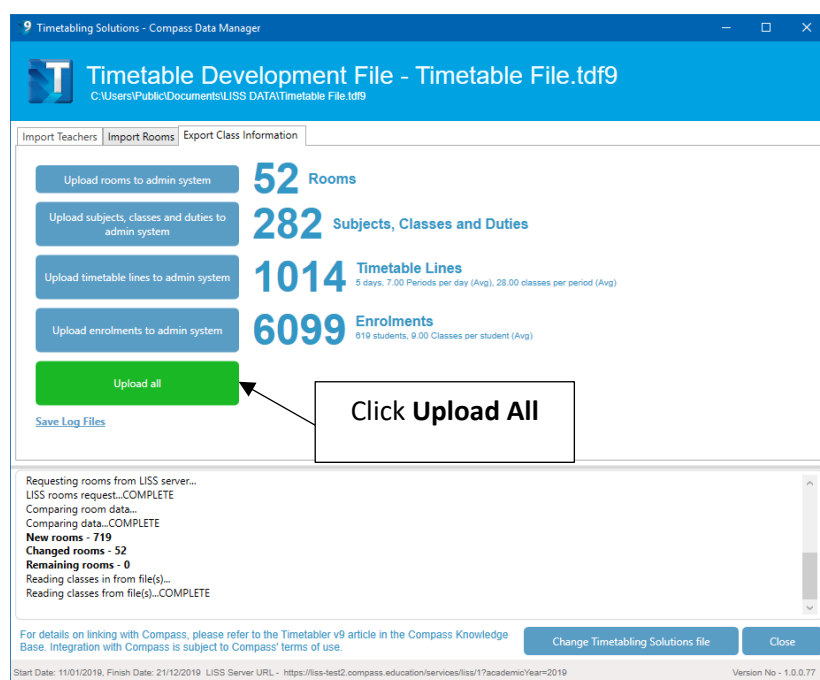 Timetabling Solutions - Compass Data Manager
Timetable Development File - Timetable File.tdf9
C:\Users\Public\Documents\LISS DATA\Timetable File.tdf9
Import Teachers Import Rooms Export Class Information
Upload rooms to admin system
52 Rooms
Upload subjects, classes and duties to
admin system
282 Subjects, Classes and Duties
Upload timetable lines to admin system
1014 Timetable Lines
5 days, 7.00 Periods per day (Avg), 28.00 classes per period (Avg)
Upload enrolments to admin system
6099 Enrolments
619 students, 9.00 Classes per student (Avg)
Upload all
Click Upload All
Save Log Files
Requesting rooms from LISS server...
LISS rooms request...COMPLETE
Comparing room data...
Comparing data...COMPLETE
New rooms - 719
Changed rooms - 52
Remaining rooms - 0
Reading classes in from file(s)...
Reading classes from file(s)...COMPLETE
For details on linking with Compass, please refer to the Timetabler v9 article in the Compass Knowledge
Base. Integration with Compass is subject to Compass' terms of use.
Change Timetabling Solutions file
Close
Start Date: 11/01/2019, Finish Date: 21/12/2019 LISS Server URL - https://liss-test2.compass.education/services/liss/1?academicYear=2019
Version No - 1.0.0.77